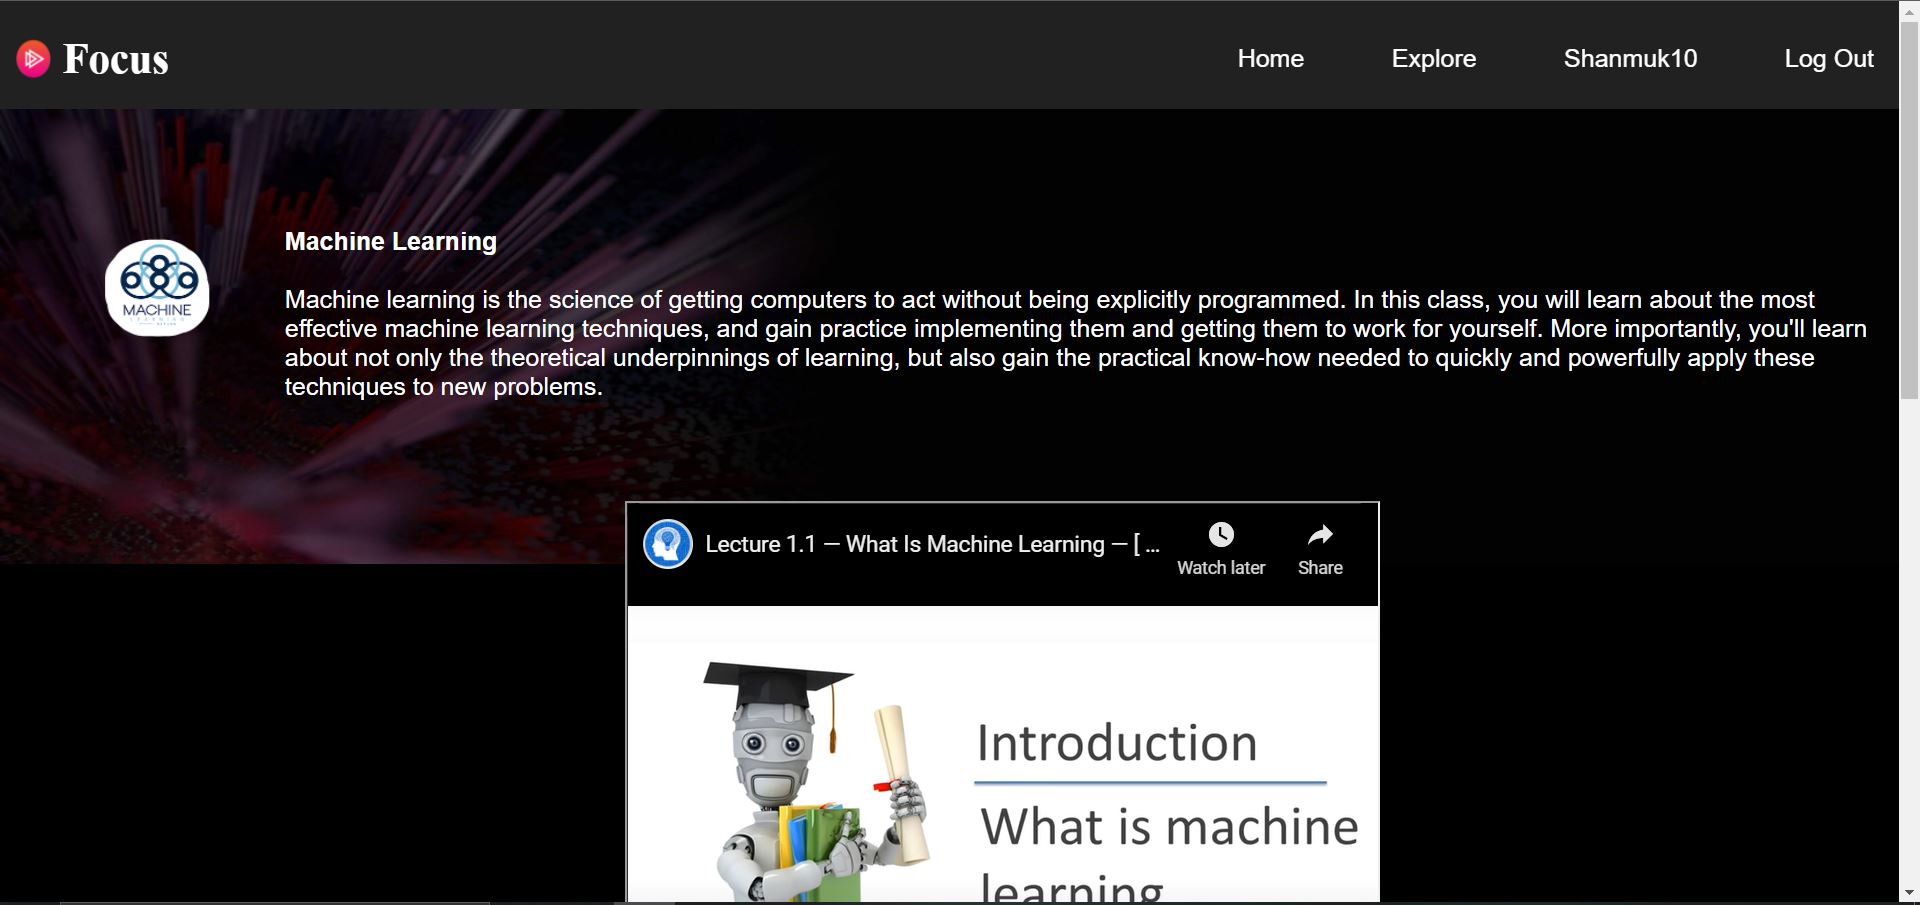 Focus
Home
Explore
Shanmuk10
Log Out
Machine Learning
MACHINE
Machine learning is the science of getting computers to act without being explicitly programmed. In this class, you will learn about the most
effective machine learning techniques, and gain practice implementing them and getting them to work for yourself. More importantly, you'll learn
about not only the theoretical underpinnings of learning, but also gain the practical know-how needed to quickly and powerfully apply these
techniques to new problems.
Lecture 1.1 — What Is Machine Learning — [ ...
Watch later
Share
Introduction
What is machine
learning